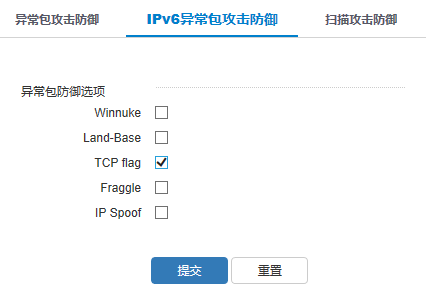 异常包攻击防御 IPv6异常包攻击防御 扫描攻击防御
异常包防御选项
Winnuke
Land-Base
TCP flag
Fraggle
IP Spoof
提交 重置